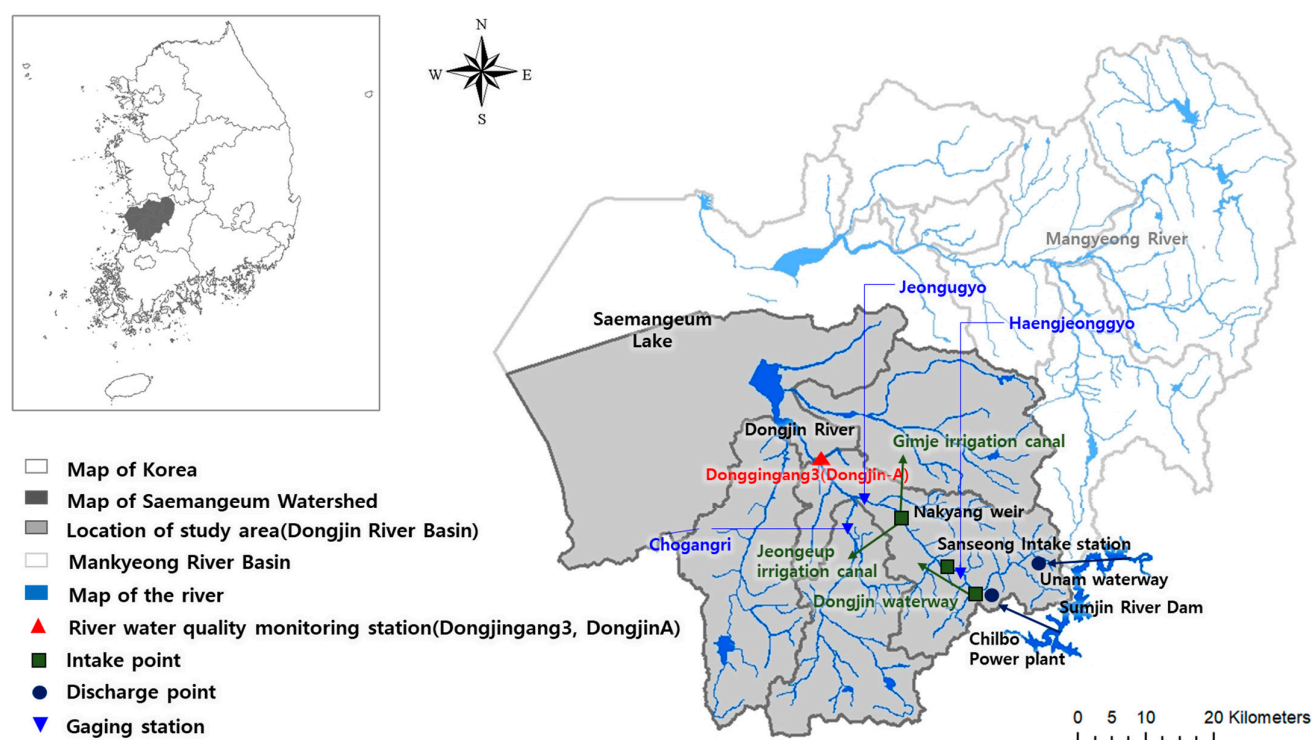 N
W
E
S
Mangyeong River
Jeongugyo
Haengjeonggyo
Saemangeum
Lake
Dongjin River
Gimje irrigation canal
Donggingang3(Dongjin-A)
Nakyang weir
Chogangri
Sanseong Intake station
Jeongeup
irrigation canal
Unam waterway
Dongjin waterway
Sumjin River Dam
Chilbo
Power plant
Map of Korea
Map of Saemangeum Watershed
Location of study area(Dongjin River Basin)
Mankyeong River Basin
Map of the river
River water quality monitoring station(Dongjingang3, DongjinA)
Intake point
Discharge point
Gaging station
0 5 10 20 Kilometers